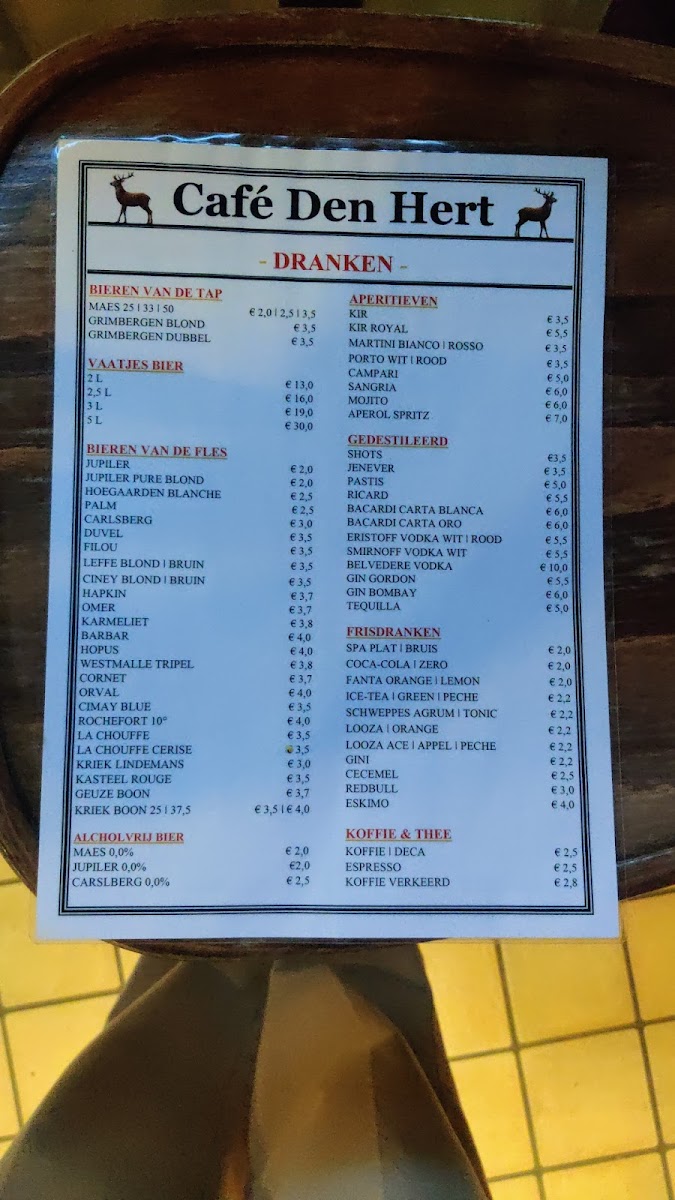 Café Den Hert
- DRANKEN -
BIEREN VAN DE TAP
MAES 25 | 33 | 50 € 2,0 | 2,5 | 3,5
GRIMBERGEN BLOND € 3,5
GRIMBERGEN DUBBEL € 3,5
VAATJES BIER
2 L € 13,0
2,5 L € 16,0
3 L € 19,0
5 L € 30,0
BIEREN VAN DE FLES
JUPILER € 2,0
JUPILER PURE BLOND € 2,0
HOEGAARDEN BLANCHE € 2,5
PALM € 2,5
CARLSBERG € 3,0
DUVEL € 3,5
FILOU € 3,5
LEFFE BLOND | BRUIN € 3,5
CINEY BLOND | BRUIN € 3,5
HAPKIN € 3,7
OMER € 3,7
KARMELIET € 3,8
BARBAR € 4,0
HOPUS € 4,0
WESTMALLE TRIPEL € 3,8
CORNET € 3,7
ORVAL € 4,0
CIMAY BLUE € 3,5
ROCHEFORT 10° € 4,0
LA CHOUFFE € 3,5
LA CHOUFFE CERISE € 3,5
KRIEK LINDEMANS € 3,0
KASTEEL ROUGE € 3,5
GEUZE BOON € 3,7
KRIEK BOON 25 | 37,5 € 3,5 | € 4,0
ALCHOLVRIJ BIER
MAES 0,0% € 2,0
JUPILER 0,0% €2,0
CARSLBERG 0,0% € 2,5
APERITIEVEN
KIR € 3,5
KIR ROYAL € 5,5
MARTINI BIANCO | ROSSO € 3,5
PORTO WIT | ROOD € 3,5
CAMPARI € 5,0
SANGRIA € 6,0
MOJITO € 6,0
APEROL SPRITZ € 7,0
GEDESTILEERD
SHOTS €3,5
JENEVER € 3,5
PASTIS € 5,0
RICARD € 5,5
BACARDI CARTA BLANCA € 6,0
BACARDI CARTA ORO € 6,0
ERISTOFF VODKA WIT | ROOD € 5,5
SMIRNOFF VODKA WIT € 5,5
BELVEDERE VODKA € 10,0
GIN GORDON € 5,5
GIN BOMBAY € 6,0
TEQUILLA € 5,0
FRISDRANKEN
SPA PLAT | BRUIS € 2,0
COCA-COLA | ZERO € 2,0
FANTA ORANGE | LEMON € 2,0
ICE-TEA | GREEN | PECHE € 2,2
SCHWEPPES AGRUM | TONIC € 2,2
LOOZA | ORANGE € 2,2
LOOZA ACE | APPEL | PECHE € 2,2
GINI € 2,2
CECEMEL € 2,5
REDBULL € 3,0
ESKIMO € 4,0
KOFFIE & THEE
KOFFIE | DECA € 2,5
ESPRESSO € 2,5
KOFFIE VERKEERD € 2,8